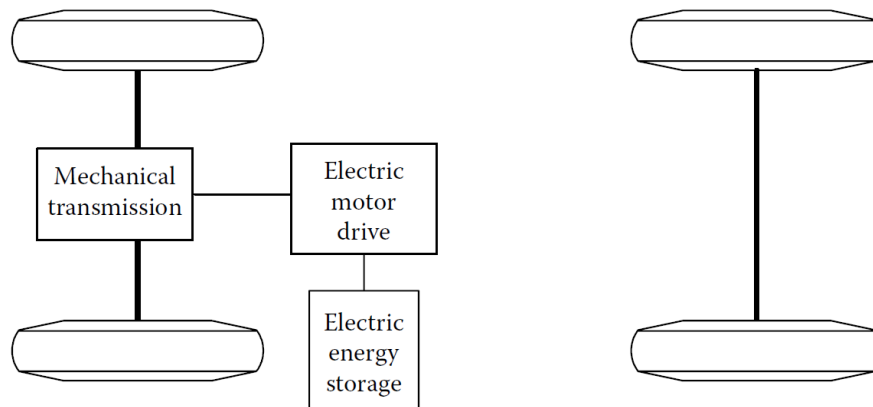 Mechanical
transmission
Electric
motor
drive
Electric
energy
storage